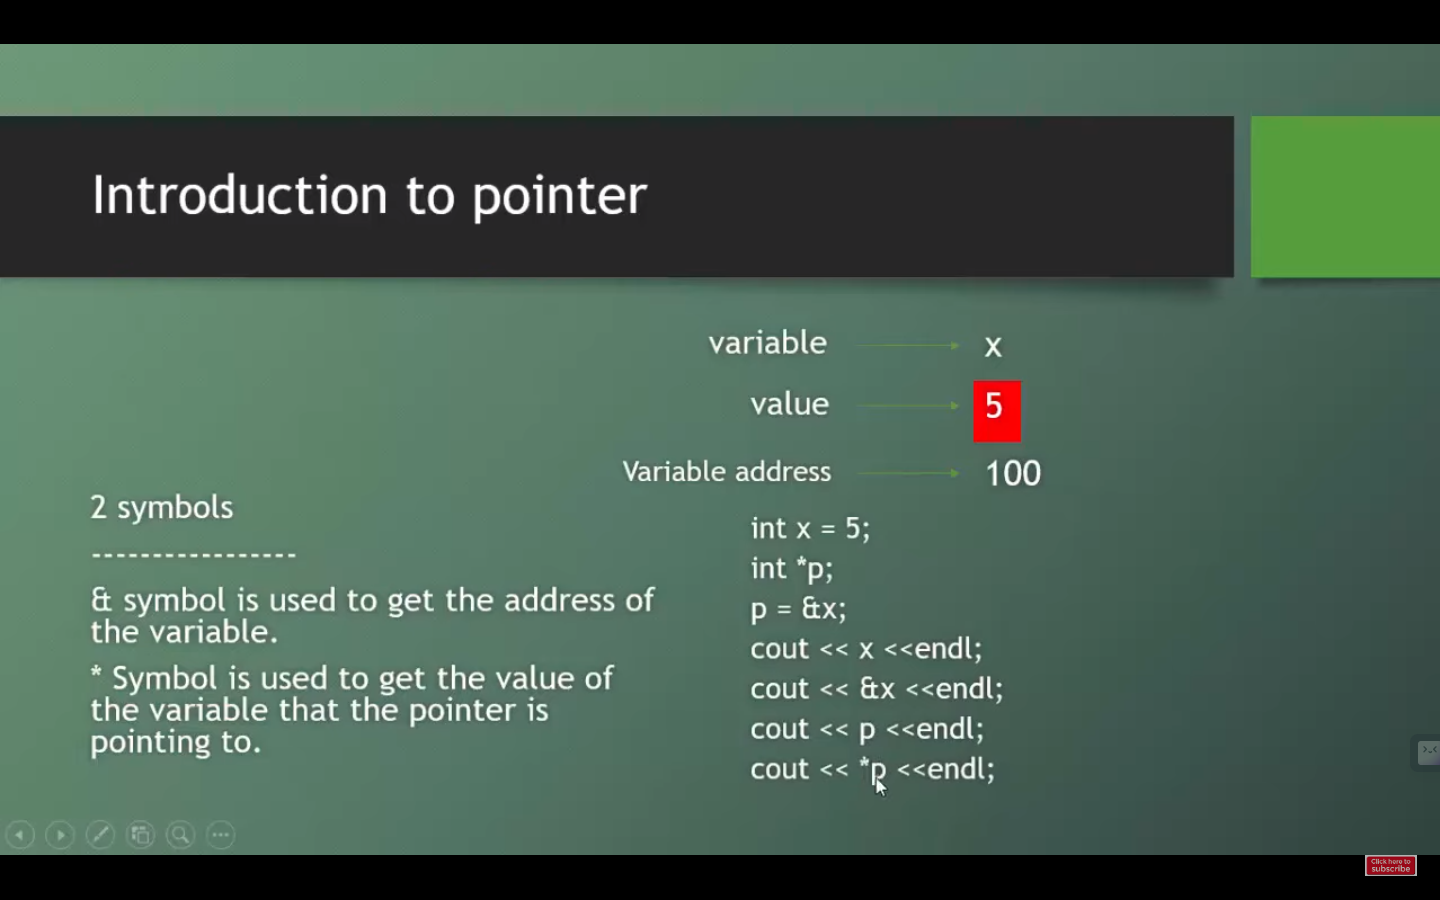 Introduction to pointer
variable x
value 5
Variable address 100
2 symbols
-----------------
& symbol is used to get the address of
the variable.
* Symbol is used to get the value of
the variable that the pointer is
pointing to.
int x = 5;
int *p;
p = &x;
cout << x <<endl;
cout << &x <<endl;
cout << p <<endl;
cout << *p <<endl;
Click here to
subscribe